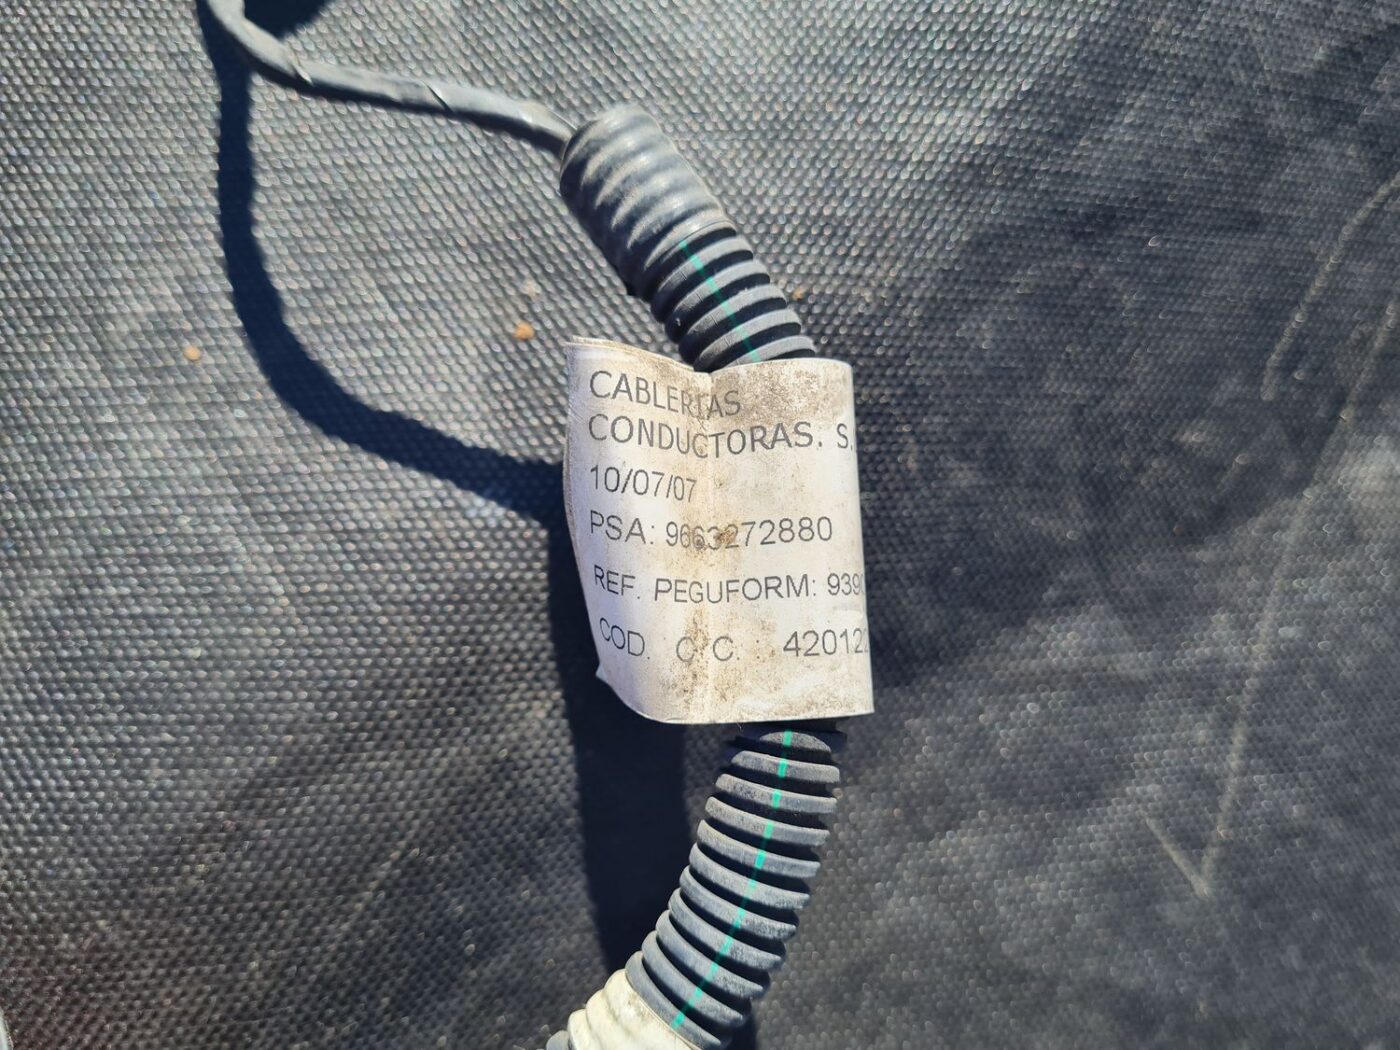 CABLERIAS
CONDUCTORAS. S.
10/07/07
PSA: 9663272880
REF. PEGUFORM: 939
COD. C.C. 420122